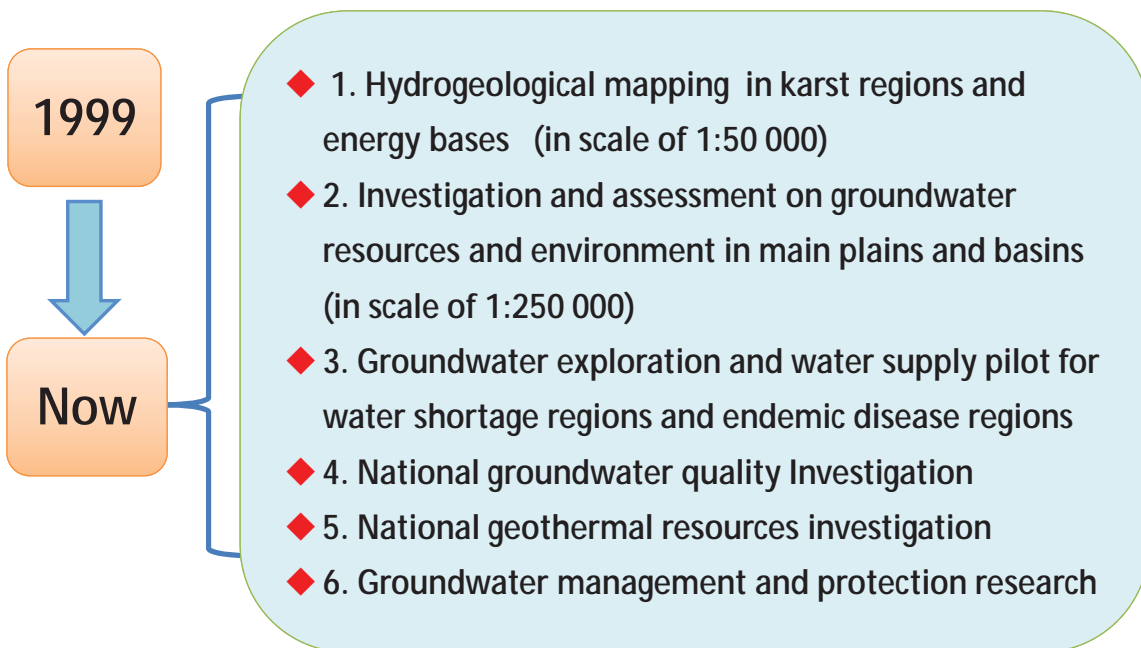 1999
Now
◆ 1. Hydrogeological mapping in karst regions and
energy bases (in scale of 1:50 000)
◆ 2. Investigation and assessment on groundwater
resources and environment in main plains and basins
(in scale of 1:250 000)
◆ 3. Groundwater exploration and water supply pilot for
water shortage regions and endemic disease regions
◆ 4. National groundwater quality Investigation
◆ 5. National geothermal resources investigation
◆ 6. Groundwater management and protection research